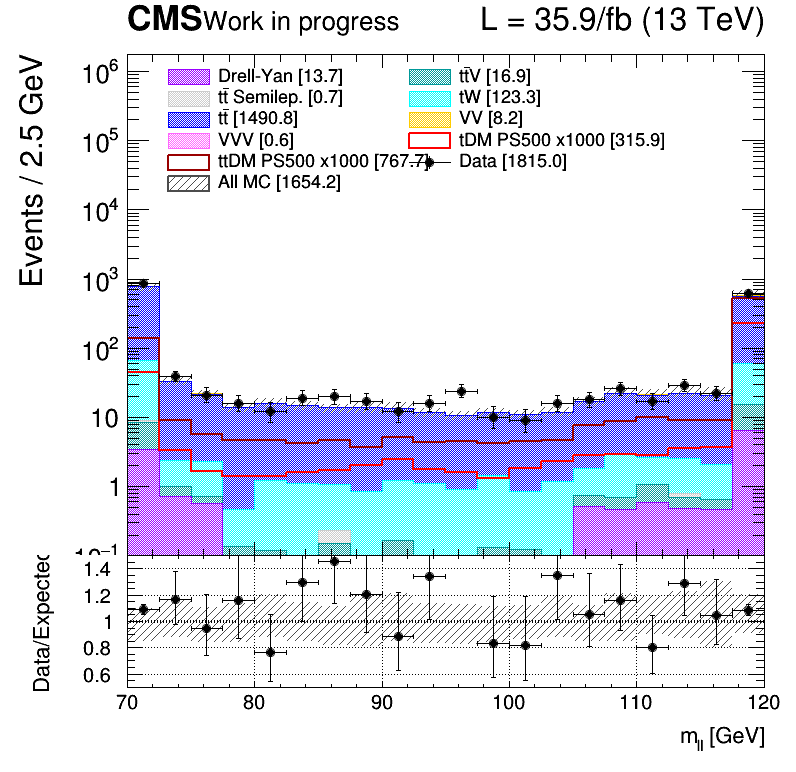 CMS Work in progress L = 35.9/fb (13 TeV)
Events / 2.5 GeV
10⁶
10⁵
10⁴
10³
10²
10
1
10⁻¹
Drell-Yan [13.7]
tt̄V [16.9]
tt̄ Semilep. [0.7]
tW [123.3]
tt̄ [1490.8]
VV [8.2]
VVV [0.6]
tDM PS500 x1000 [315.9]
ttDM PS500 x1000 [767.7]
Data [1815.0]
All MC [1654.2]
Data/Expected
1.4
1.2
1
0.8
0.6
70 80 90 100 110 120
m_ll [GeV]